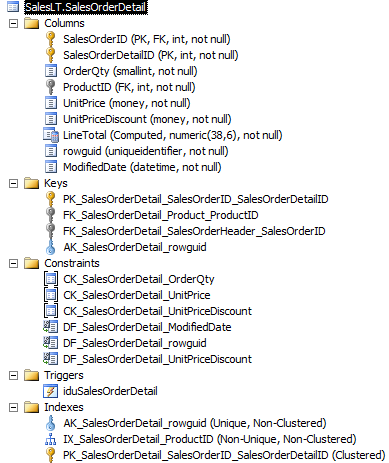 SalesLT.SalesOrderDetail
Columns
SalesOrderID (PK, FK, int, not null)
SalesOrderDetailID (PK, int, not null)
OrderQty (smallint, not null)
ProductID (FK, int, not null)
UnitPrice (money, not null)
UnitPriceDiscount (money, not null)
LineTotal (Computed, numeric(38,6), not null)
rowguid (uniqueidentifier, not null)
ModifiedDate (datetime, not null)
Keys
PK_SalesOrderDetail_SalesOrderID_SalesOrderDetailID
FK_SalesOrderDetail_Product_ProductID
FK_SalesOrderDetail_SalesOrderHeader_SalesOrderID
AK_SalesOrderDetail_rowguid
Constraints
CK_SalesOrderDetail_OrderQty
CK_SalesOrderDetail_UnitPrice
CK_SalesOrderDetail_UnitPriceDiscount
DF_SalesOrderDetail_ModifiedDate
DF_SalesOrderDetail_rowguid
DF_SalesOrderDetail_UnitPriceDiscount
Triggers
iduSalesOrderDetail
Indexes
AK_SalesOrderDetail_rowguid (Unique, Non-Clustered)
IX_SalesOrderDetail_ProductID (Non-Unique, Non-Clustered)
PK_SalesOrderDetail_SalesOrderID_SalesOrderDetailID (Clustered)